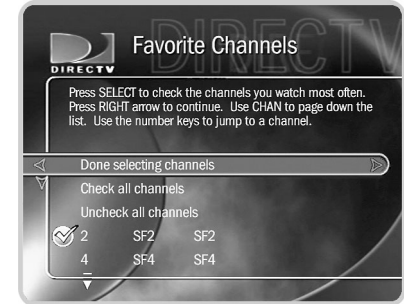 DIRECTV
Favorite Channels
DIRECTV
Press SELECT to check the channels you watch most often.
Press RIGHT arrow to continue. Use CHAN to page down the
list. Use the number keys to jump to a channel.
Done selecting channels
Check all channels
Uncheck all channels
2 SF2 SF2
4 SF4 SF4